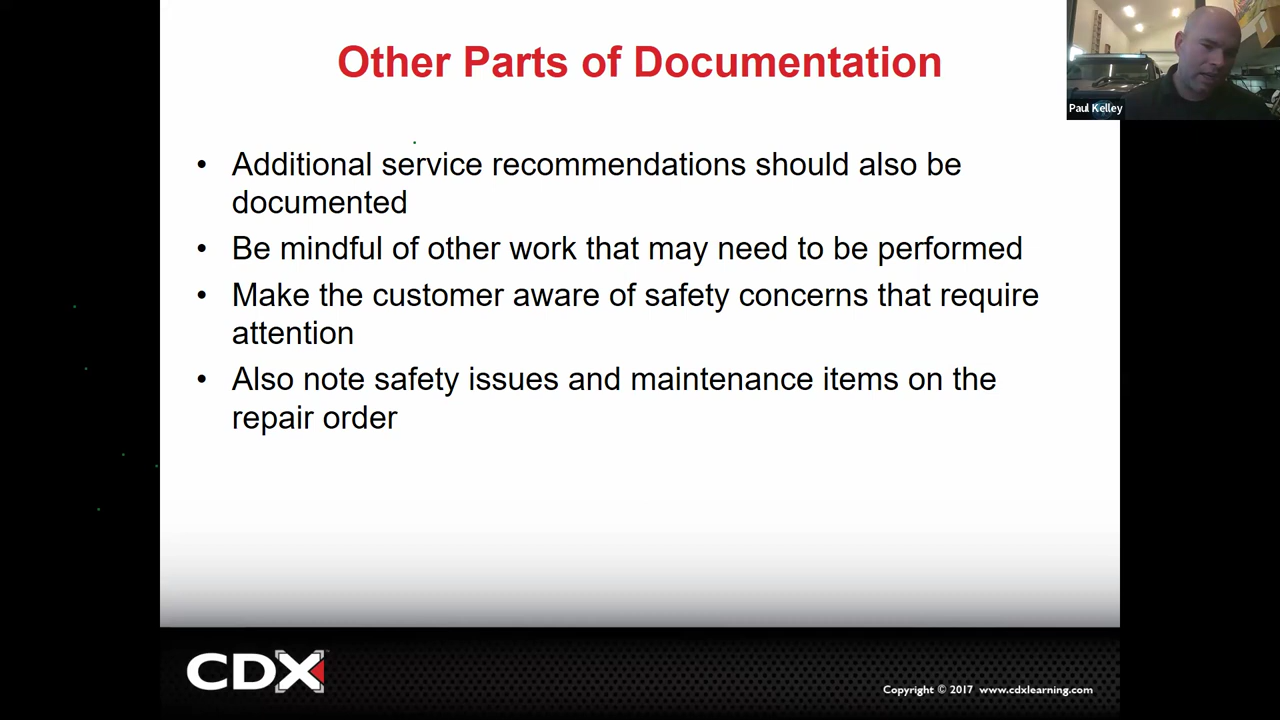 Other Parts of Documentation
Paul Kelley
• Additional service recommendations should also be
documented
• Be mindful of other work that may need to be performed
• Make the customer aware of safety concerns that require
attention
• Also note safety issues and maintenance items on the
repair order
CDX
Copyright © 2017 www.cdxlearning.com